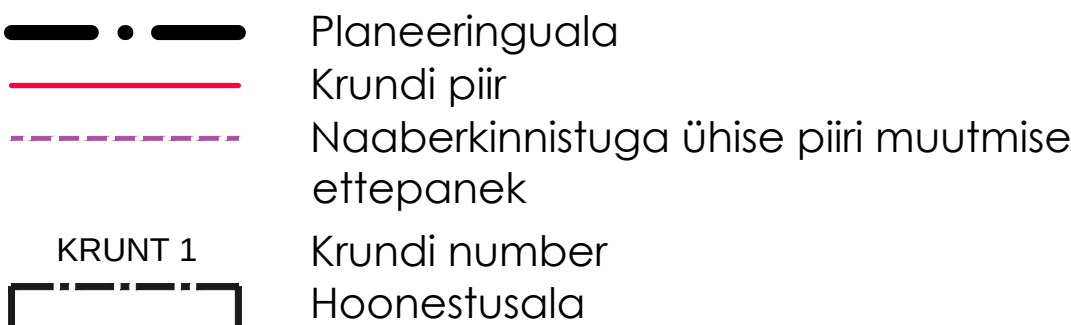 Planeeringuala
Krundi piir
Naaberkinnistuga ühise piiri muutmise
ettepanek
KRUNT 1 Krundi number
Hoonestusala